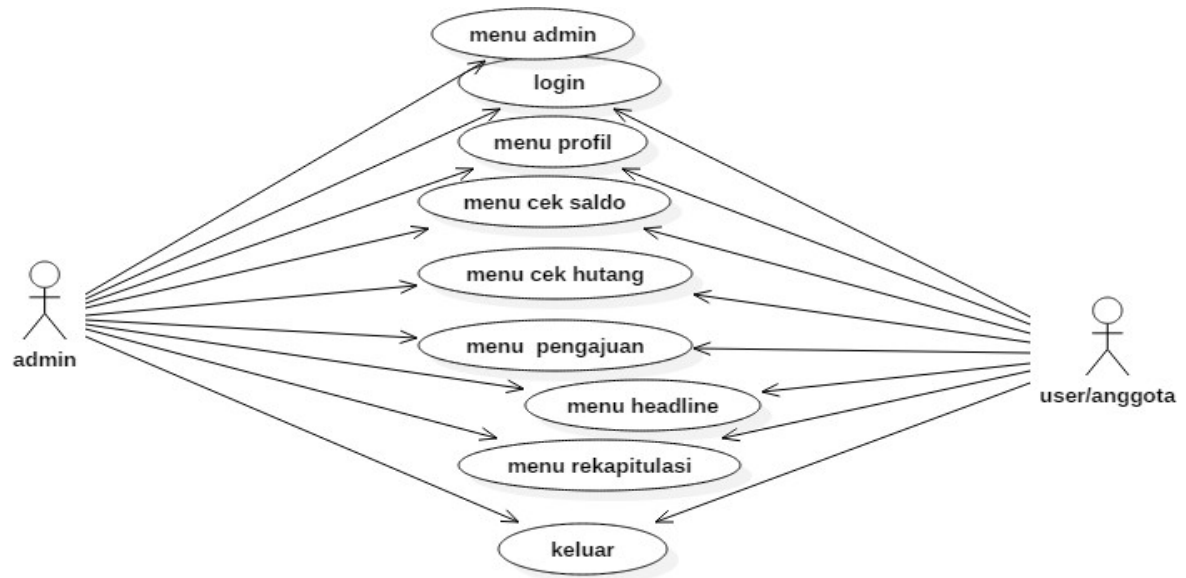 menu admin
login
menu profil
menu cek saldo
menu cek hutang
menu pengajuan
menu headline
menu rekapitulasi
keluar
admin
user/anggota